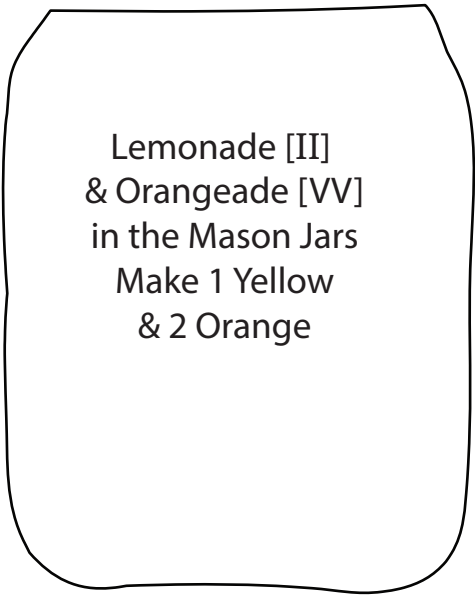 Lemonade [II]
& Orangeade [VV]
in the Mason Jars
Make 1 Yellow
& 2 Orange